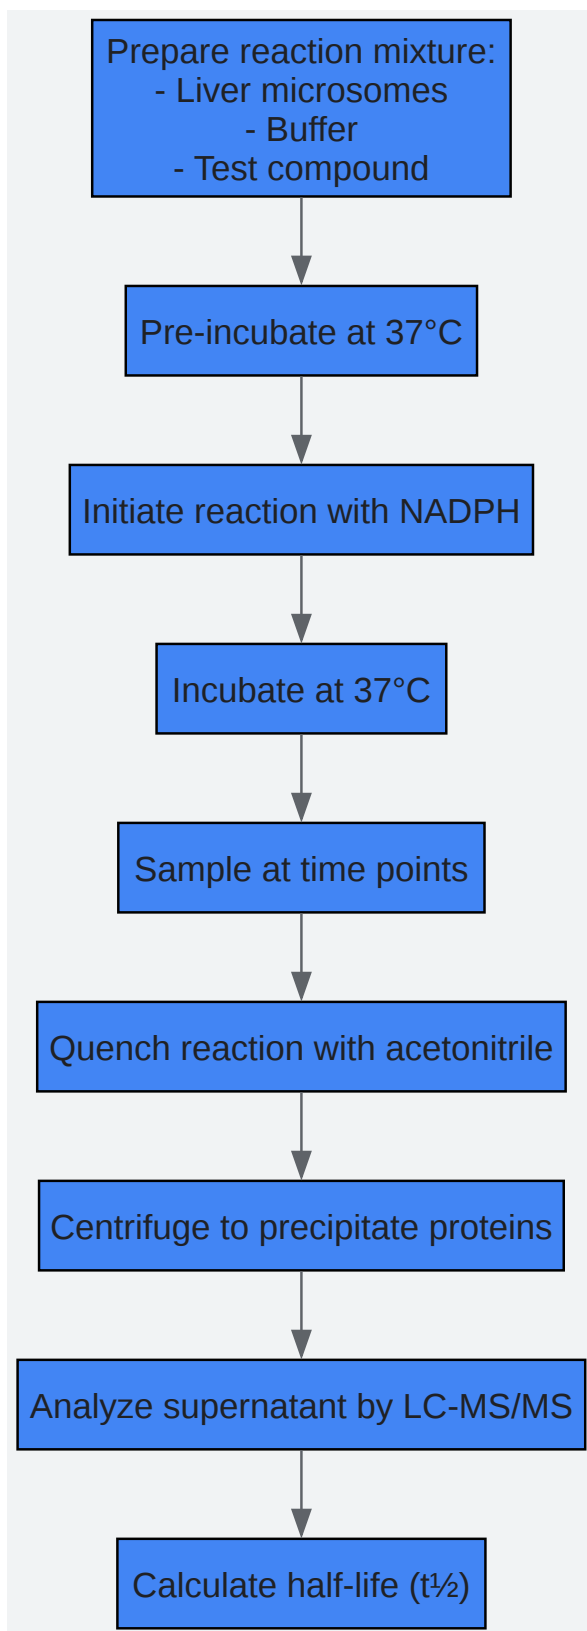 Prepare reaction mixture:
- Liver microsomes
- Buffer
- Test compound
Pre-incubate at 37°C
Initiate reaction with NADPH
Incubate at 37°C
Sample at time points
Quench reaction with acetonitrile
Centrifuge to precipitate proteins
Analyze supernatant by LC-MS/MS
Calculate half-life (t½)